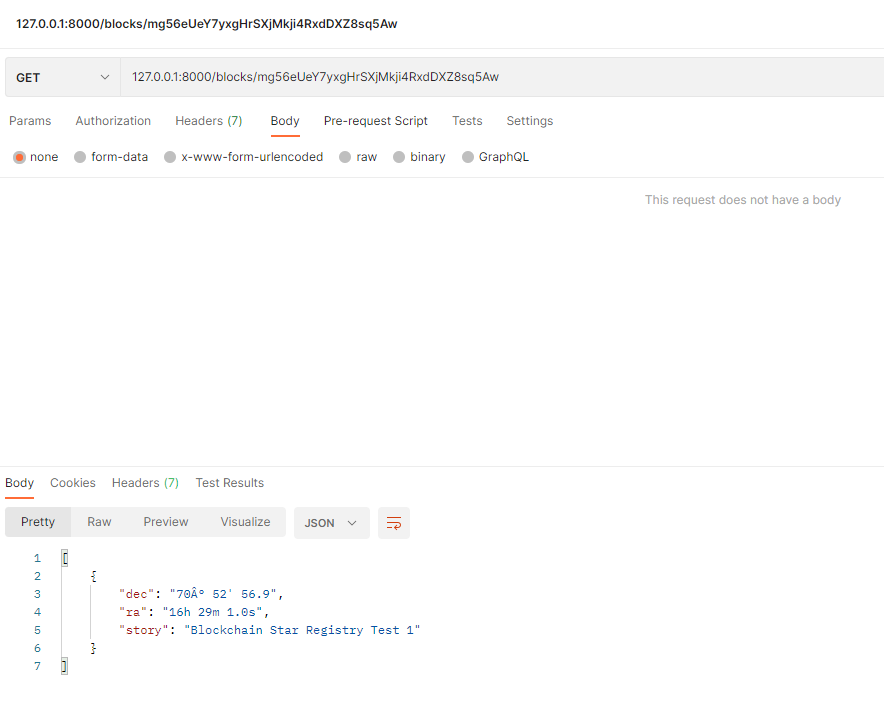 127.0.0.1:8000/blocks/mg56eUeY7yxgHrSXjMkji4RxdDXZ8sq5Aw
GET 127.0.0.1:8000/blocks/mg56eUeY7yxgHrSXjMkji4RxdDXZ8sq5Aw
Params Authorization Headers (7) Body Pre-request Script Tests Settings
none form-data x-www-form-urlencoded raw binary GraphQL
This request does not have a body
Body Cookies Headers (7) Test Results
Pretty Raw Preview Visualize JSON
1 [
2 {
3 "dec": "70Âº 52' 56.9",
4 "ra": "16h 29m 1.0s",
5 "story": "Blockchain Star Registry Test 1"
6 }
7 ]